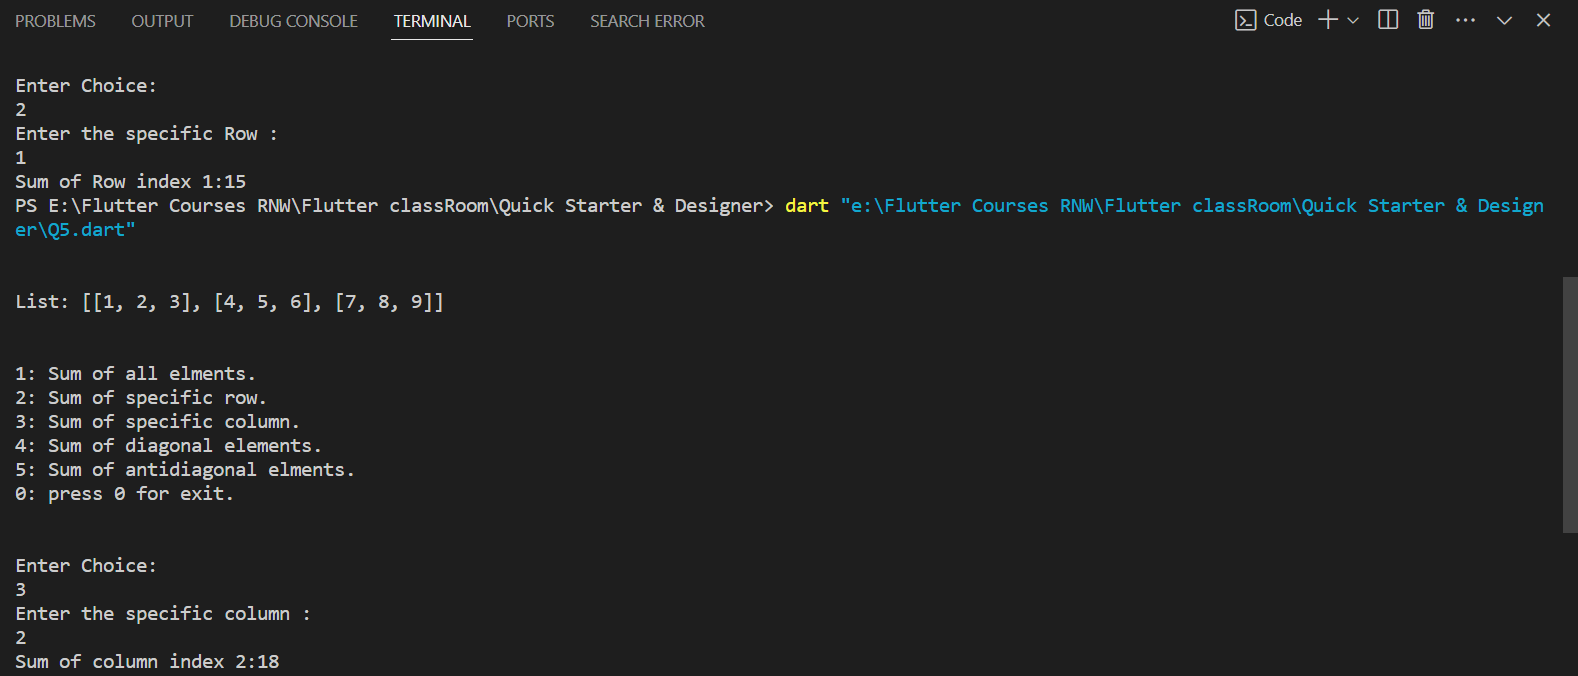 PROBLEMS OUTPUT DEBUG CONSOLE TERMINAL PORTS SEARCH ERROR Code
Enter Choice:
2
Enter the specific Row :
1
Sum of Row index 1:15
PS E:\Flutter Courses RNW\Flutter classRoom\Quick Starter & Designer> dart "e:\Flutter Courses RNW\Flutter classRoom\Quick Starter & Design
er\Q5.dart"
List: [[1, 2, 3], [4, 5, 6], [7, 8, 9]]
1: Sum of all elments.
2: Sum of specific row.
3: Sum of specific column.
4: Sum of diagonal elements.
5: Sum of antidiagonal elments.
0: press 0 for exit.
Enter Choice:
3
Enter the specific column :
2
Sum of column index 2:18